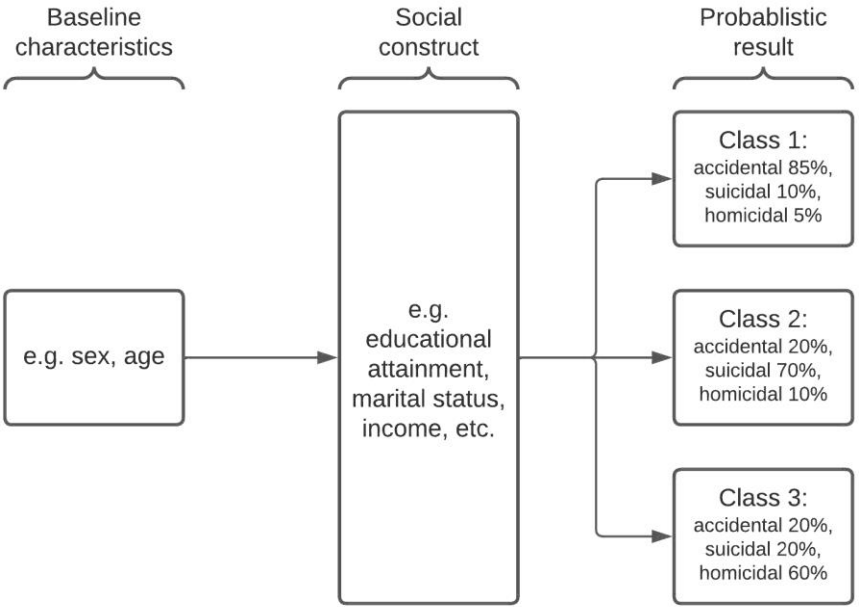 Baseline
characteristics
Social
construct
Probablistic
result
e.g. sex, age
e.g.
educational
attainment,
marital status,
income, etc.
Class 1:
accidental 85%,
suicidal 10%,
homicidal 5%
Class 2:
accidental 20%,
suicidal 70%,
homicidal 10%
Class 3:
accidental 20%,
suicidal 20%,
homicidal 60%